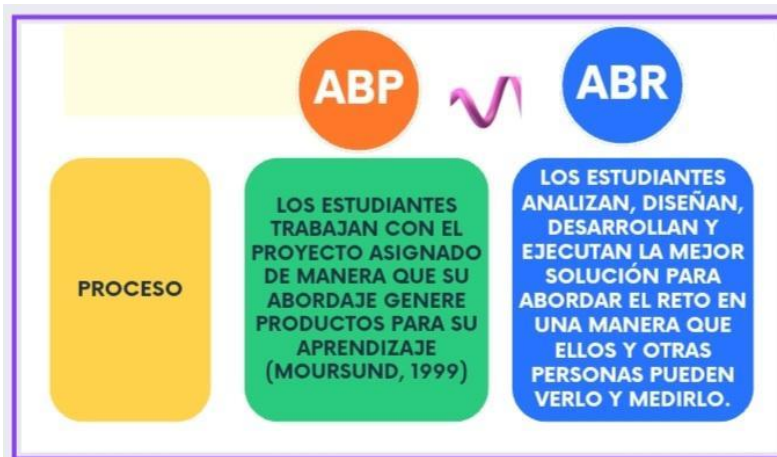 ABP
ABR
PROCESO
LOS ESTUDIANTES
TRABAJAN CON EL
PROYECTO ASIGNADO
DE MANERA QUE SU
ABORDAJE GENERE
PRODUCTOS PARA SU
APRENDIZAJE
(MOURSUND, 1999)
LOS ESTUDIANTES
ANALIZAN, DISEÑAN,
DESARROLLAN Y
EJECUTAN LA MEJOR
SOLUCIÓN PARA
ABORDAR EL RETO EN
UNA MANERA QUE
ELLOS Y OTRAS
PERSONAS PUEDEN
VERLO Y MEDIRLO.